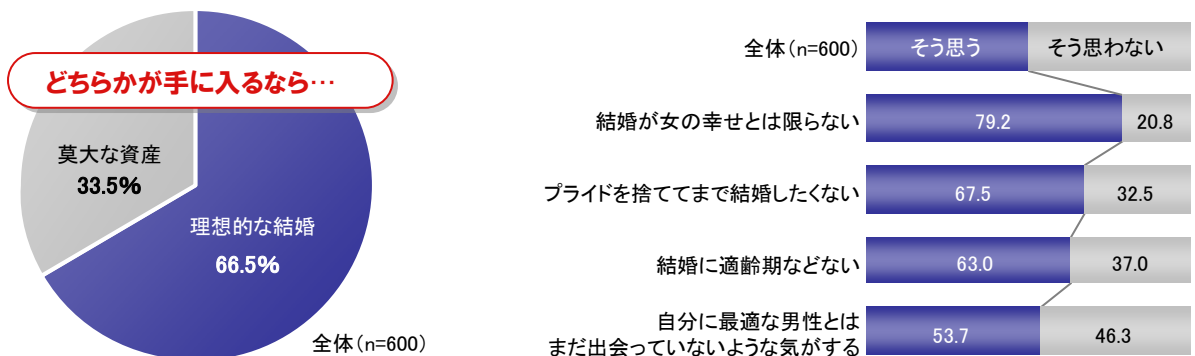 どちらかが手に入るなら…
莫大な資産
33.5%
理想的な結婚
66.5%
全体(n=600)
全体(n=600) そう思う そう思わない
結婚が女の幸せとは限らない 79.2 20.8
プライドを捨ててまで結婚したくない 67.5 32.5
結婚に適齢期などない 63.0 37.0
自分に最適な男性とは
まだ出会っていないような気がする 53.7 46.3